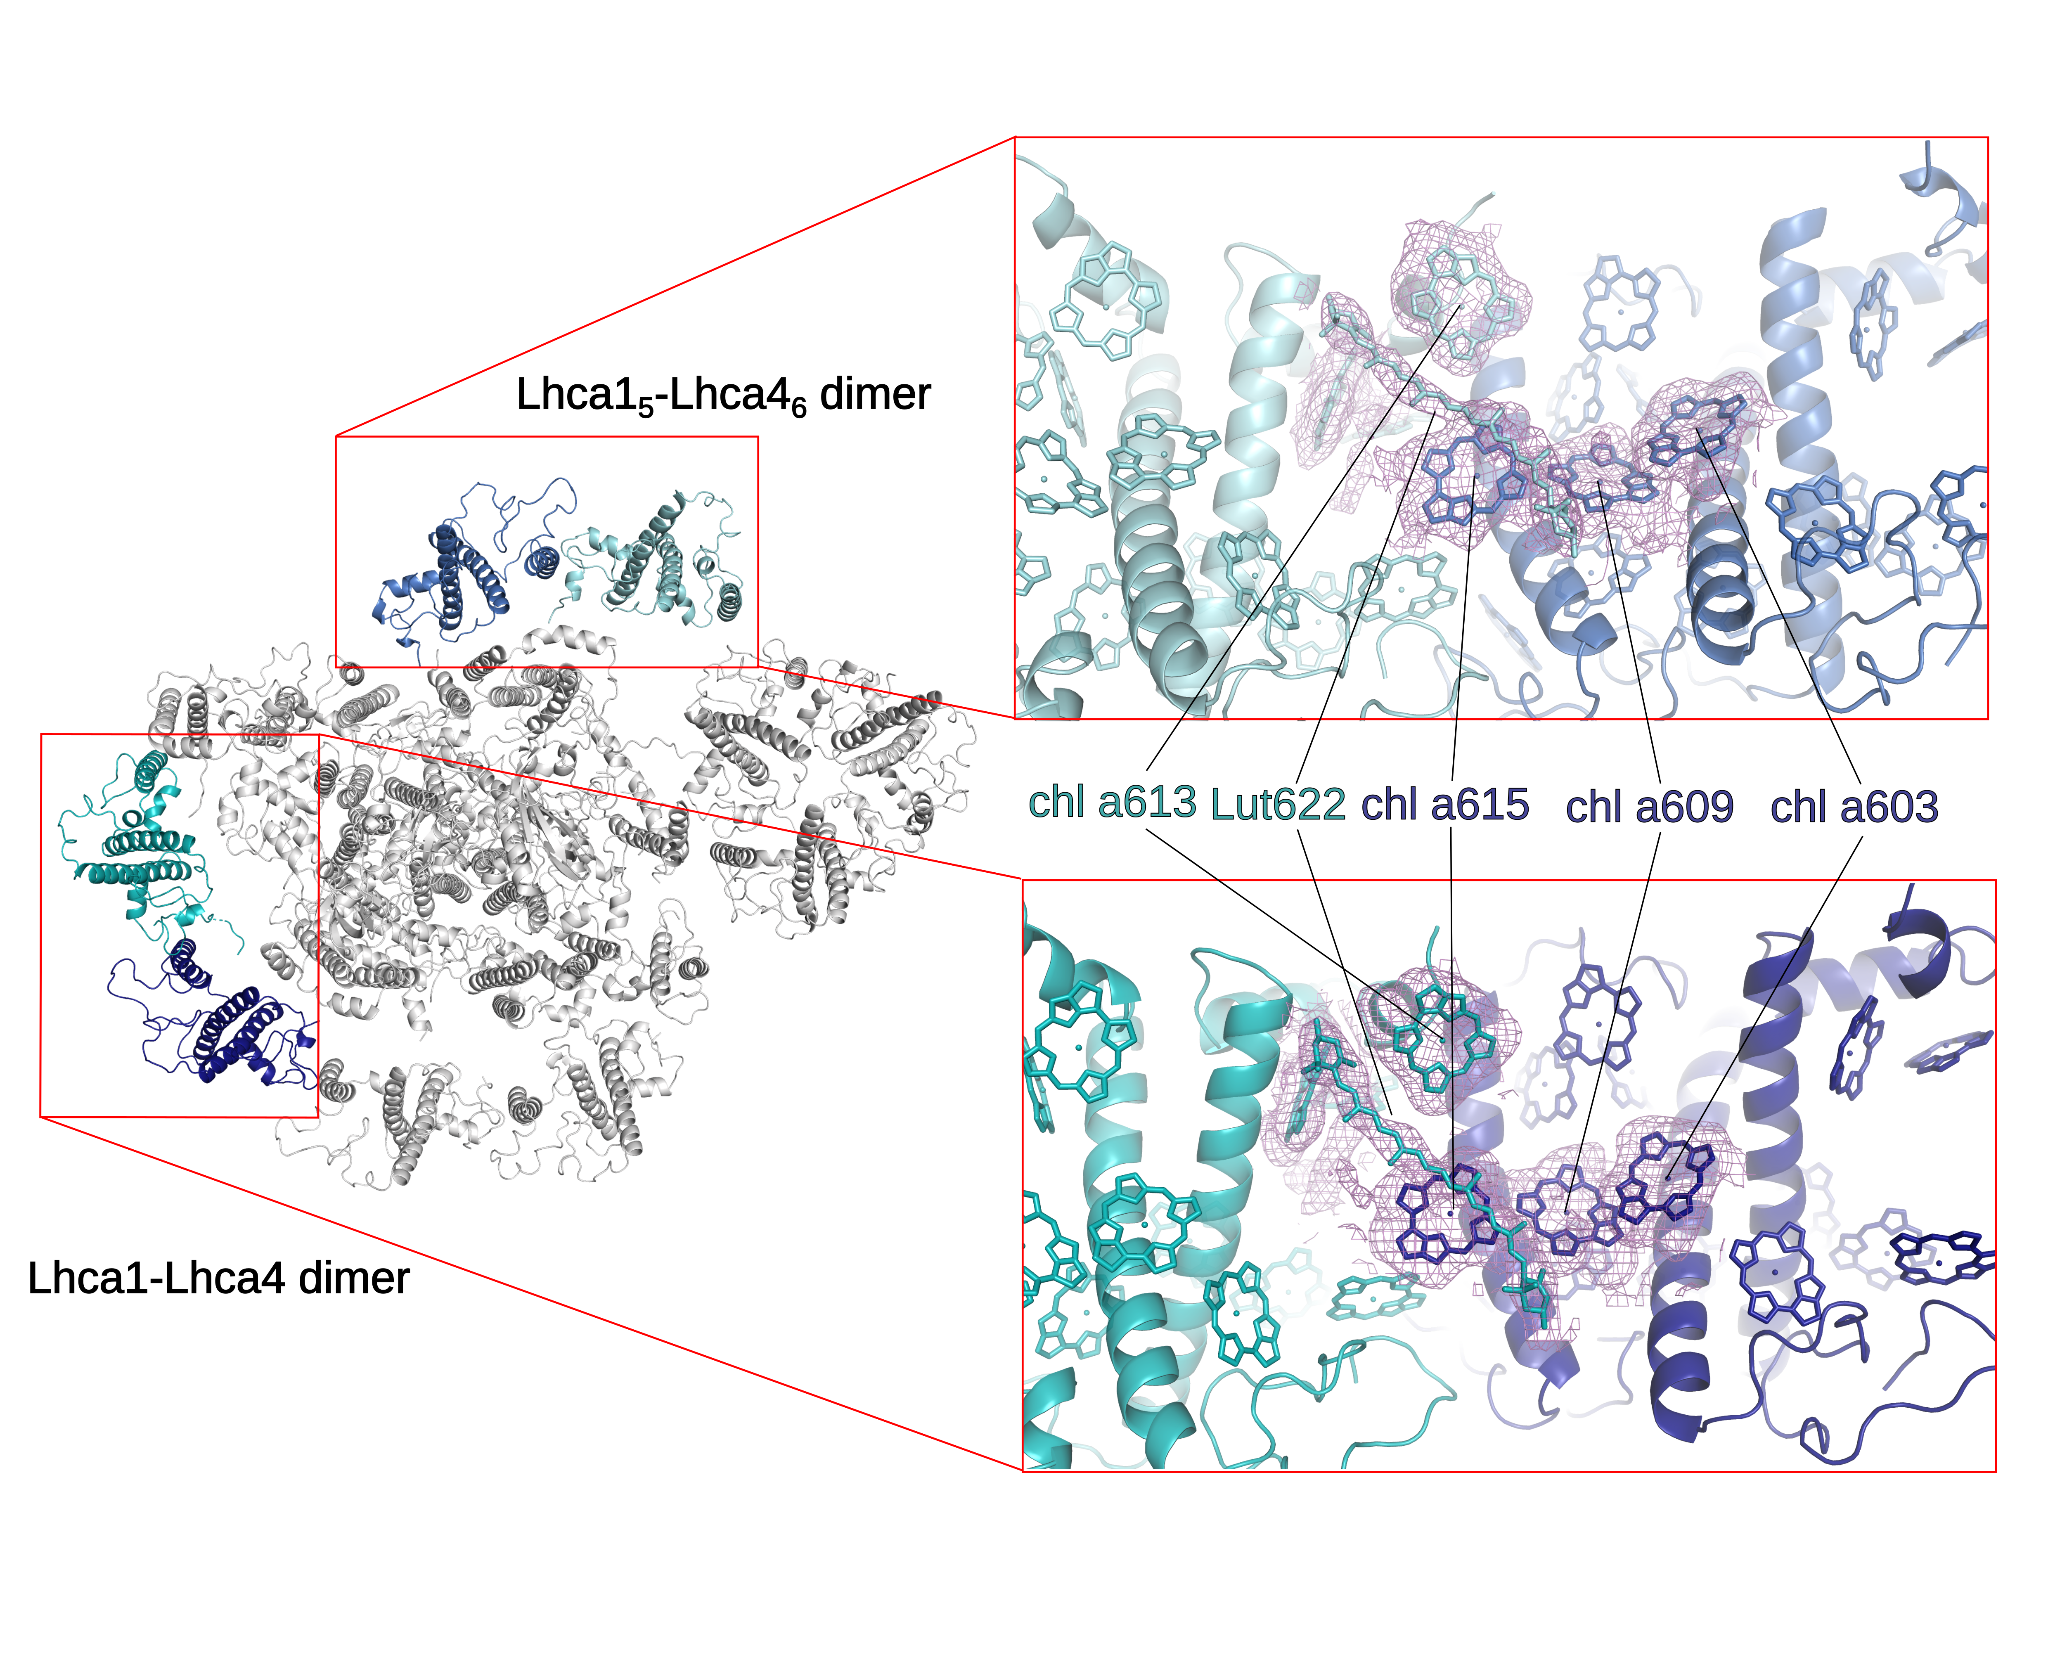 Lhca1₅-Lhca4₆ dimer
chl a613 Lut622 chl a615 chl a609 chl a603
Lhca1-Lhca4 dimer